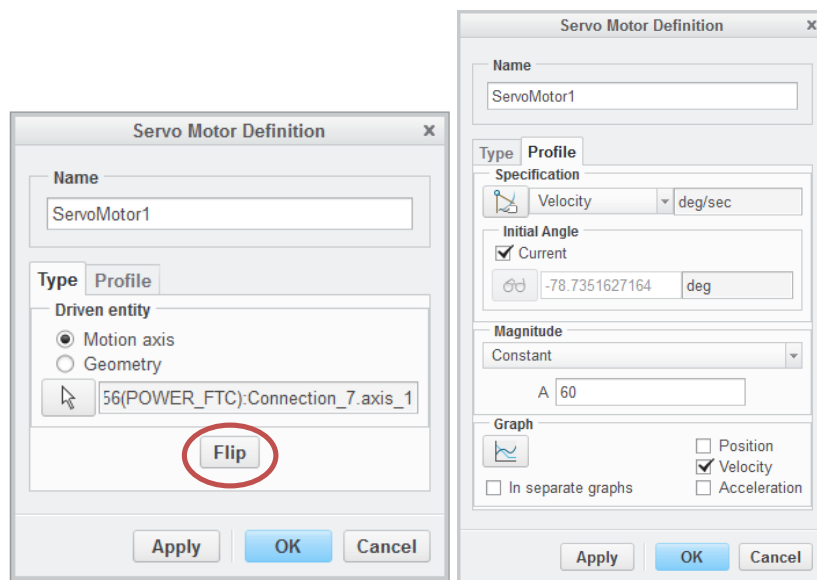 Servo Motor Definition x
Name
ServoMotor1
Type Profile
Driven entity
Motion axis
Geometry
56(POWER_FTC):Connection_7.axis_1
Flip
Apply OK Cancel
Servo Motor Definition x
Name
ServoMotor1
Type Profile
Specification
Velocity deg/sec
Initial Angle
Current
-78.7351627164 deg
Magnitude
Constant
A 60
Graph
Position
Velocity
In separate graphs Acceleration
Apply OK Cancel